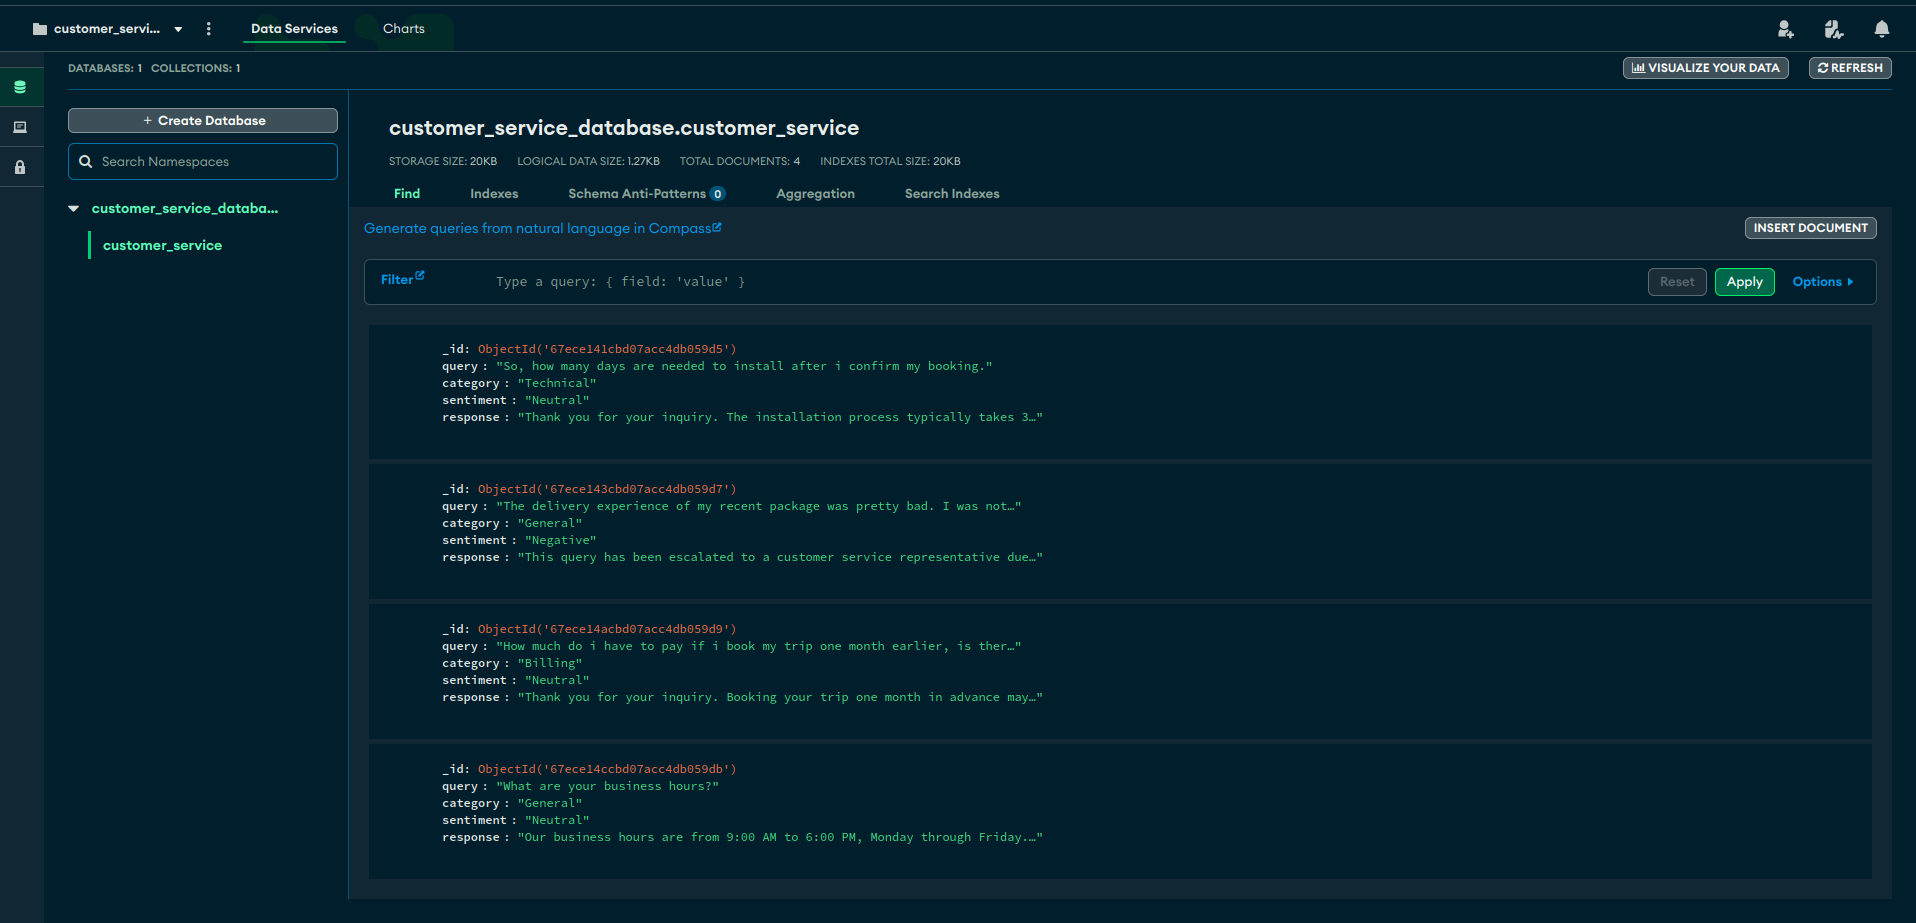 customer_servi...
Data Services
Charts
DATABASES: 1 COLLECTIONS: 1
VISUALIZE YOUR DATA
REFRESH
+ Create Database
Search Namespaces
customer_service_databa...
customer_service
customer_service_database.customer_service
STORAGE SIZE: 20KB LOGICAL DATA SIZE: 1.27KB TOTAL DOCUMENTS: 4 INDEXES TOTAL SIZE: 20KB
Find Indexes Schema Anti-Patterns 0 Aggregation Search Indexes
Generate queries from natural language in Compass
INSERT DOCUMENT
Filter
Type a query: { field: 'value' }
Reset
Apply
Options
_id: ObjectId('67ece141cbd07acc4db059d5')
query : "So, how many days are needed to install after i confirm my booking."
category : "Technical"
sentiment : "Neutral"
response : "Thank you for your inquiry. The installation process typically takes 3…"
_id: ObjectId('67ece143cbd07acc4db059d7')
query : "The delivery experience of my recent package was pretty bad. I was not…"
category : "General"
sentiment : "Negative"
response : "This query has been escalated to a customer service representative due…"
_id: ObjectId('67ece14acbd07acc4db059d9')
query : "How much do i have to pay if i book my trip one month earlier, is ther…"
category : "Billing"
sentiment : "Neutral"
response : "Thank you for your inquiry. Booking your trip one month in advance may…"
_id: ObjectId('67ece14ccbd07acc4db059db')
query : "What are your business hours?"
category : "General"
sentiment : "Neutral"
response : "Our business hours are from 9:00 AM to 6:00 PM, Monday through Friday.…"